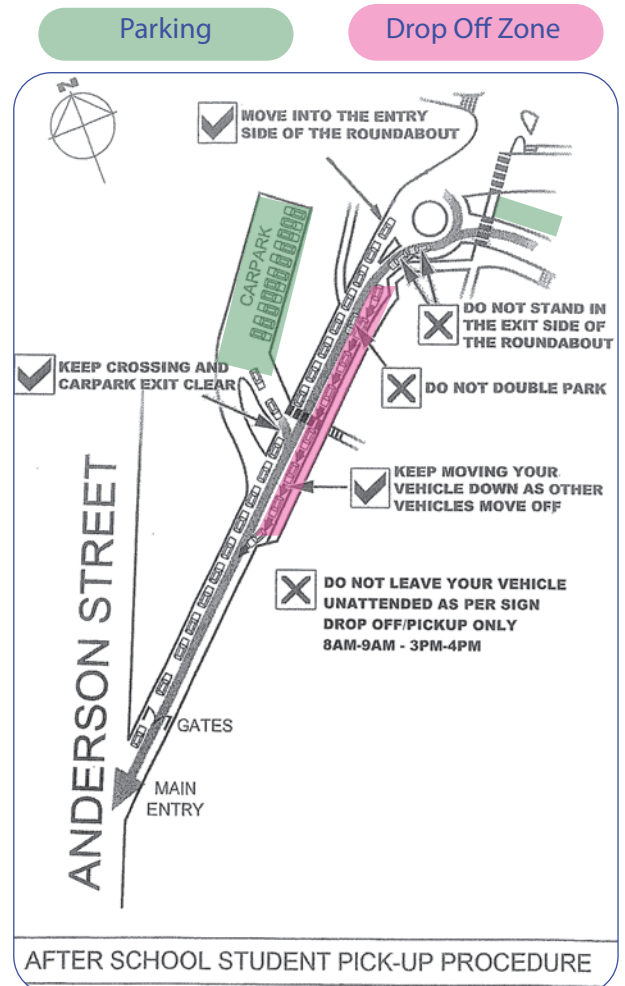 Parking
Drop Off Zone
N
MOVE INTO THE ENTRY
SIDE OF THE ROUNDABOUT
CARPARK
DO NOT STAND IN
THE EXIT SIDE OF
THE ROUNDABOUT
KEEP CROSSING AND
CARPARK EXIT CLEAR
DO NOT DOUBLE PARK
KEEP MOVING YOUR
VEHICLE DOWN AS OTHER
VEHICLES MOVE OFF
DO NOT LEAVE YOUR VEHICLE
UNATTENDED AS PER SIGN
DROP OFF/PICKUP ONLY
8AM-9AM - 3PM-4PM
ANDERSON STREET
GATES
MAIN
ENTRY
AFTER SCHOOL STUDENT PICK-UP PROCEDURE